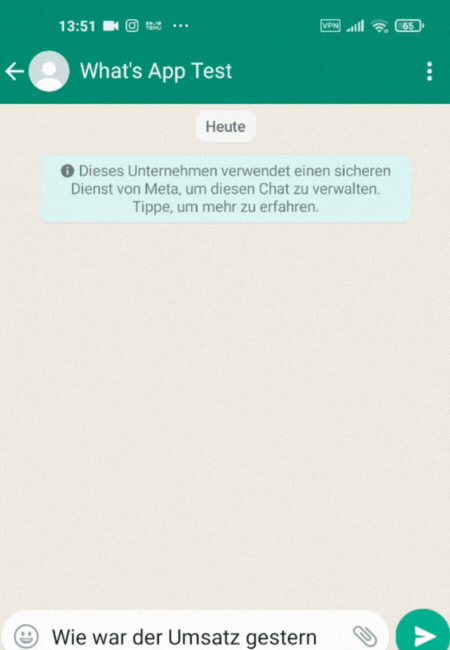 13:51 VPN 65
What's App Test
Heute
Dieses Unternehmen verwendet einen sicheren
Dienst von Meta, um diesen Chat zu verwalten.
Tippe, um mehr zu erfahren.
Wie war der Umsatz gestern